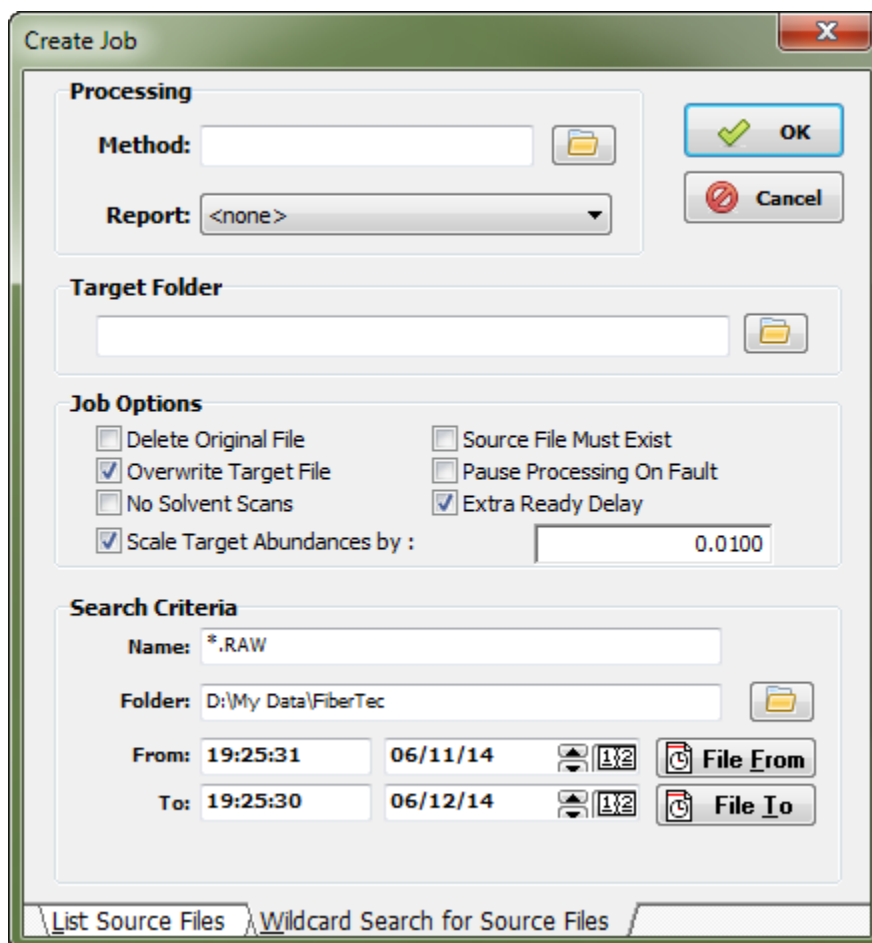 Create Job
Processing
Method:
OK
Report: <none>
Cancel
Target Folder
Job Options
Delete Original File
Source File Must Exist
Overwrite Target File
Pause Processing On Fault
No Solvent Scans
Extra Ready Delay
Scale Target Abundances by :
0.0100
Search Criteria
Name: *.RAW
Folder: D:\My Data\FiberTec
From: 19:25:31 06/11/14 12 File From
To: 19:25:30 06/12/14 12 File To
List Source Files
Wildcard Search for Source Files